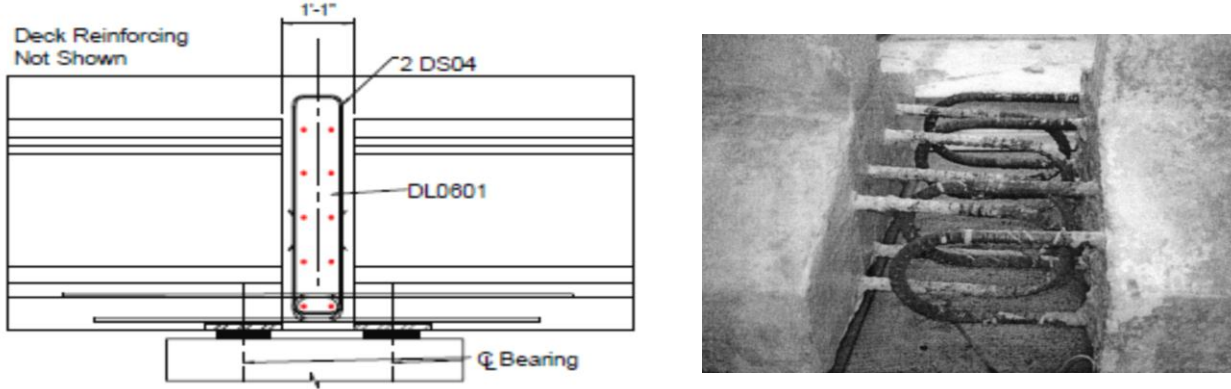 1'-1"
Deck Reinforcing
Not Shown
2 DS04
DL0601
℄ Bearing